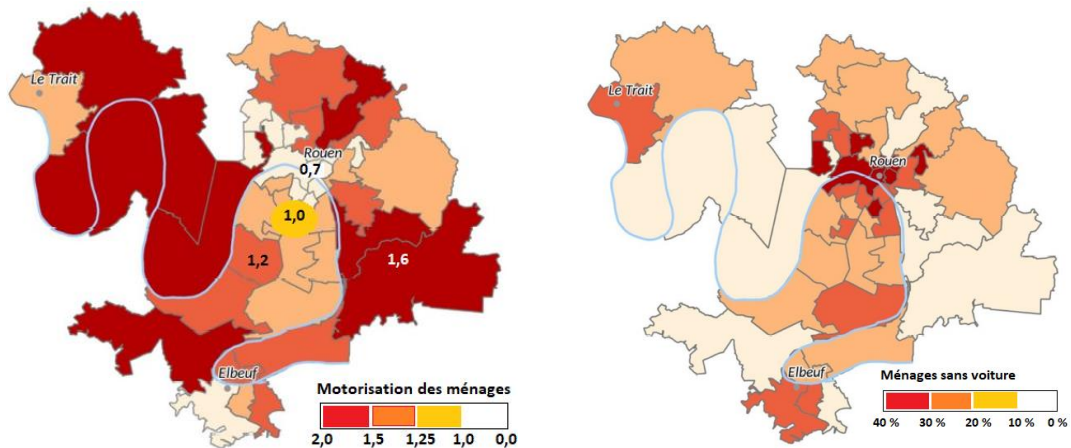 Le Trait
Rouen
0,7
1,0
1,2
1,6
Elbeuf
Motorisation des ménages
2,0 1,5 1,25 1,0 0,0
Le Trait
Rouen
Elbeuf
Ménages sans voiture
40 % 30 % 20 % 10 % 0 %